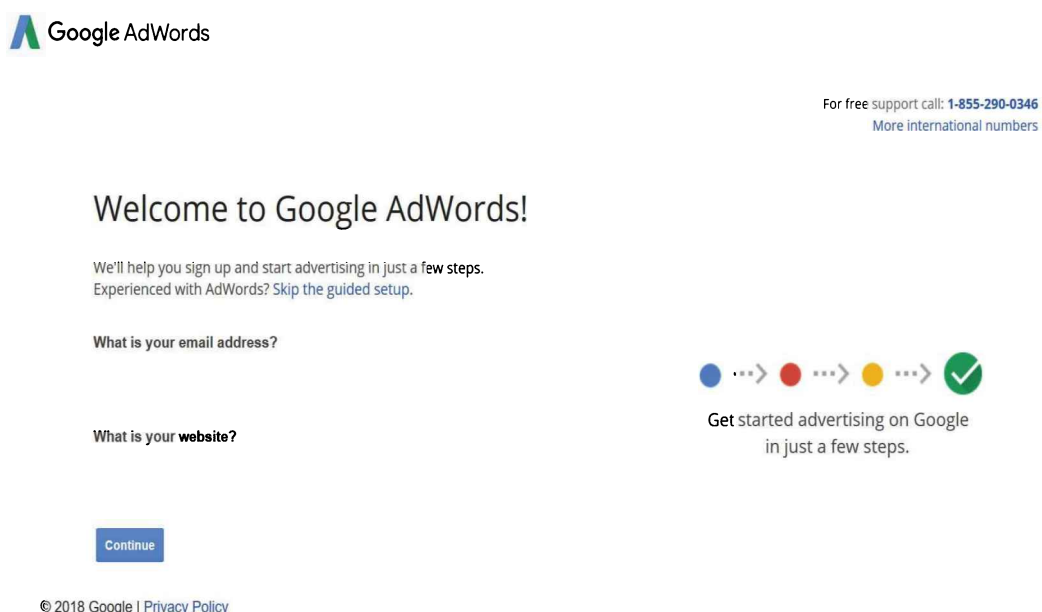 Google AdWords
For free support call: 1-855-290-0346
More international numbers
Welcome to Google AdWords!
We'll help you sign up and start advertising in just a few steps.
Experienced with AdWords? Skip the guided setup.
What is your email address?
Get started advertising on Google
in just a few steps.
What is your website?
Continue
© 2018 Google | Privacy Policy